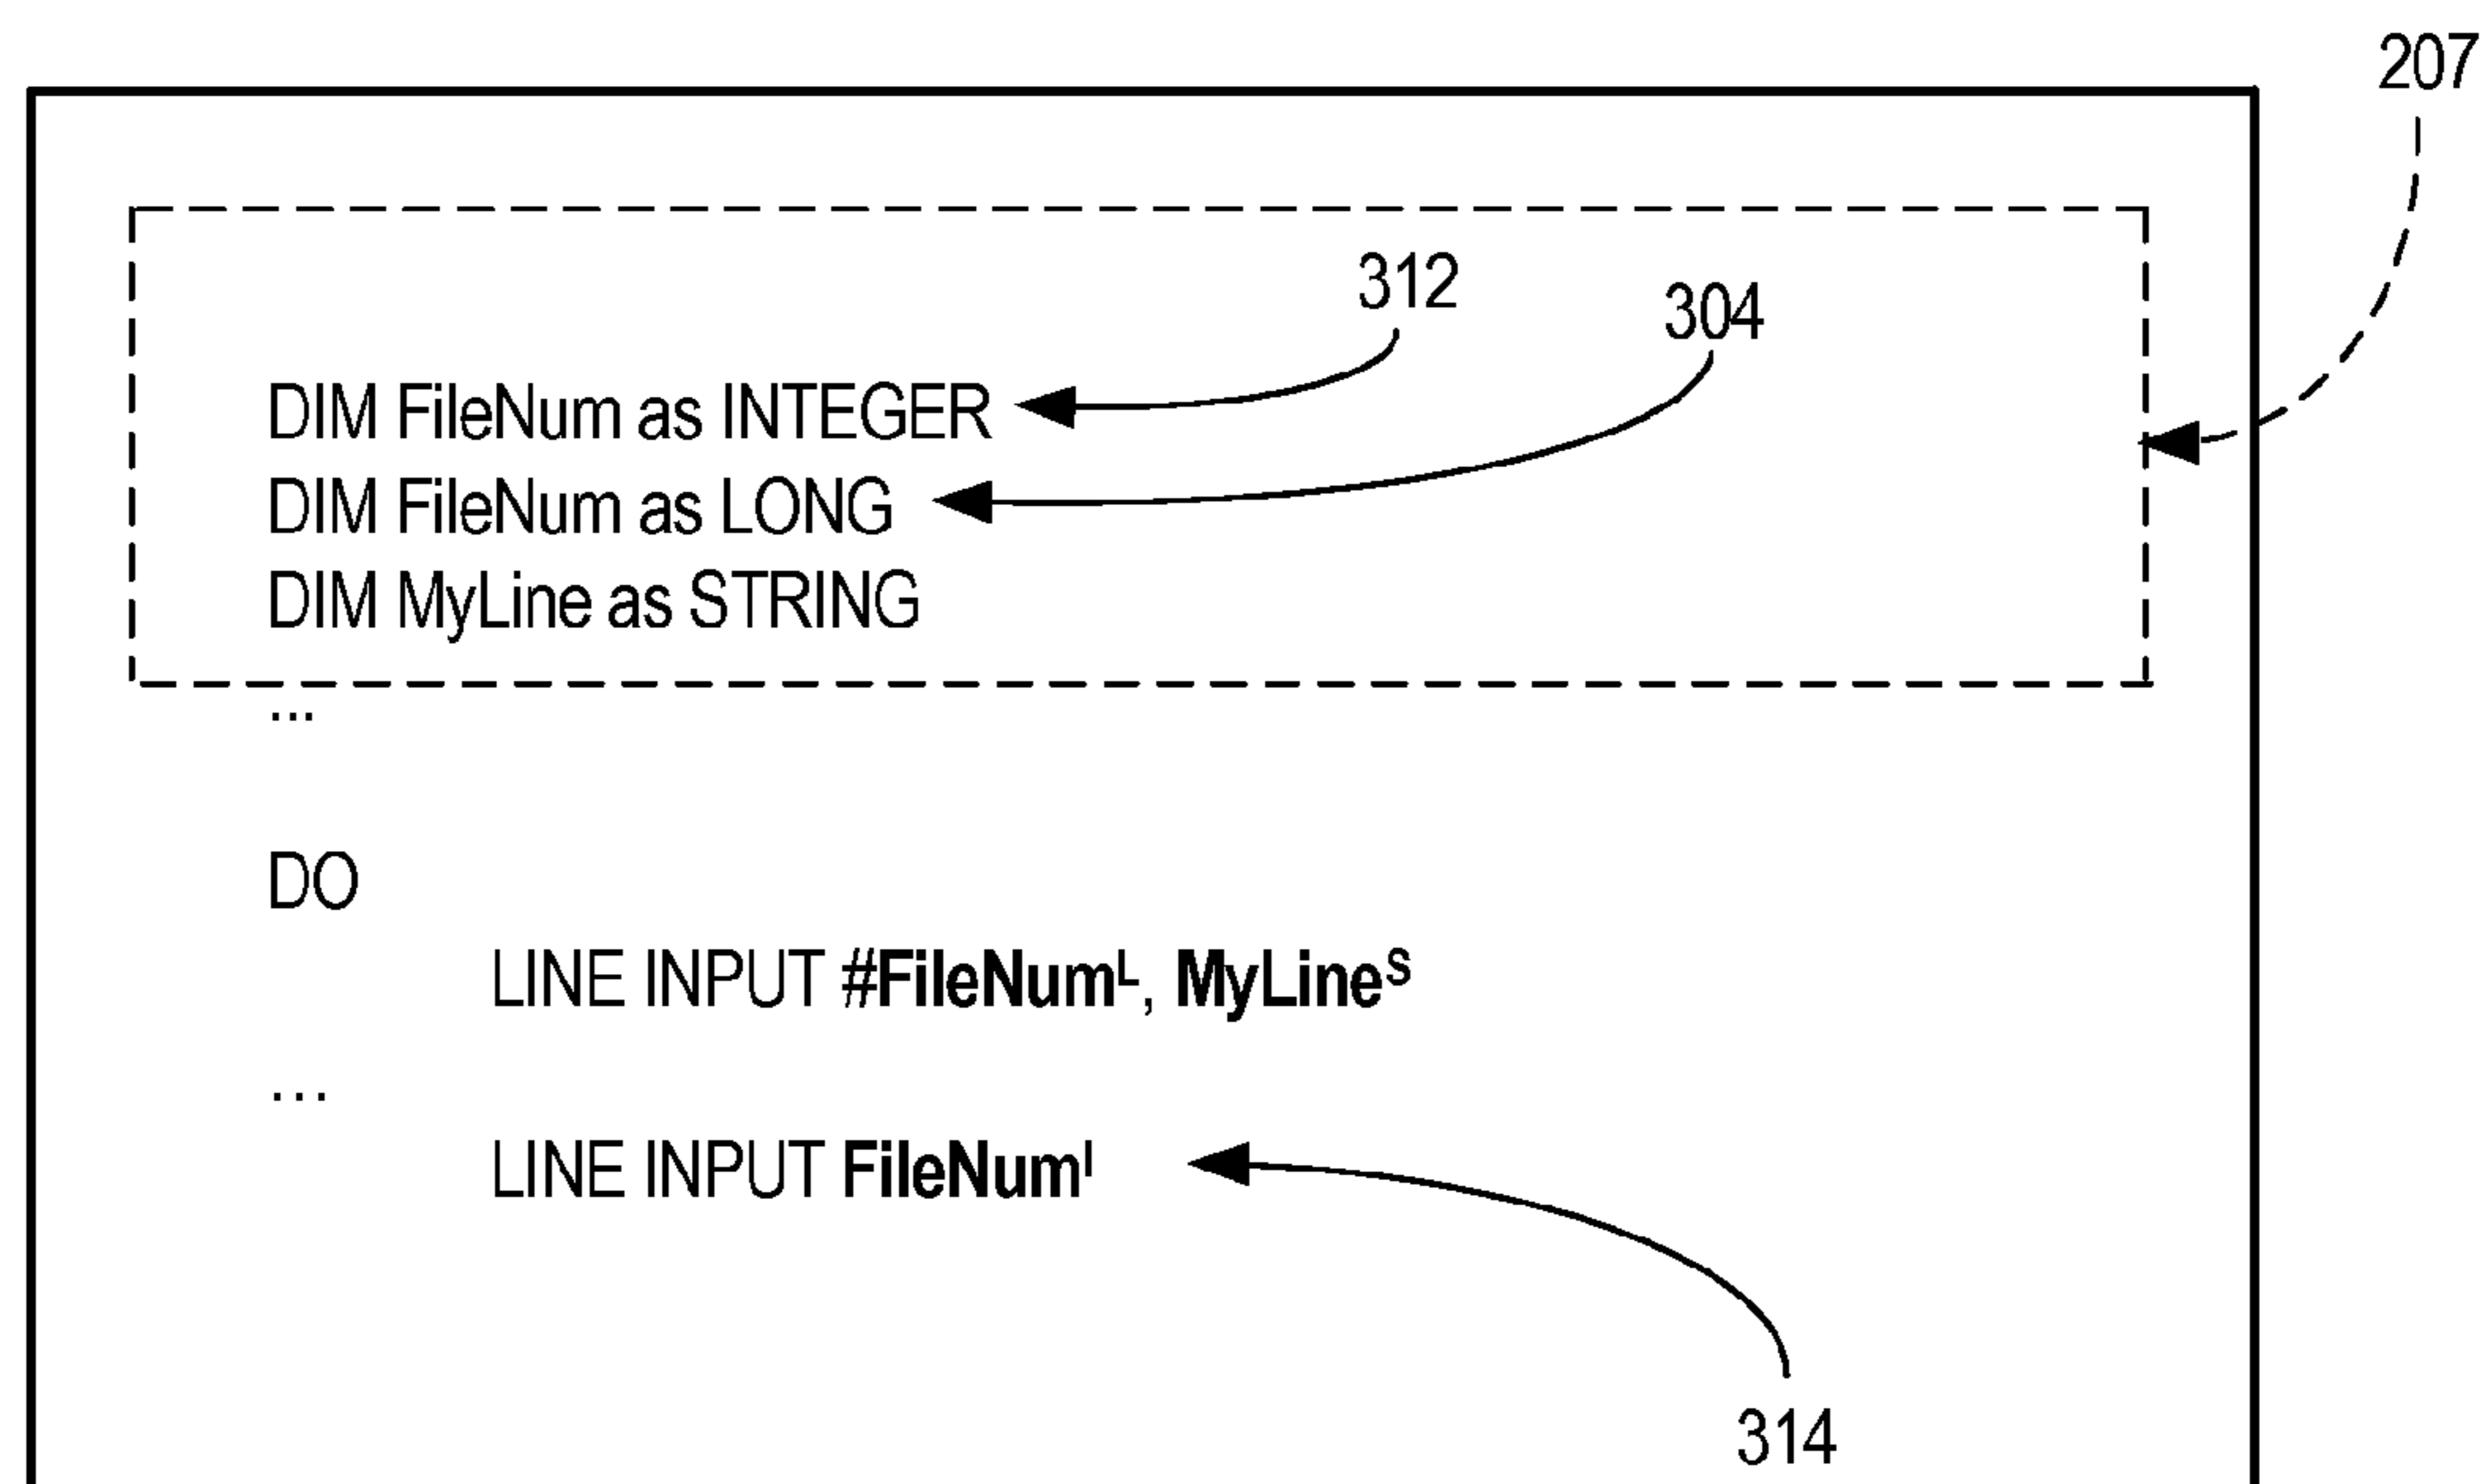 207
312
304
DIM FileNum as INTEGER
DIM FileNum as LONG
DIM MyLine as STRING
...
DO
LINE INPUT #FileNumᴸ, MyLineˢ
...
LINE INPUT FileNumᴵ
314